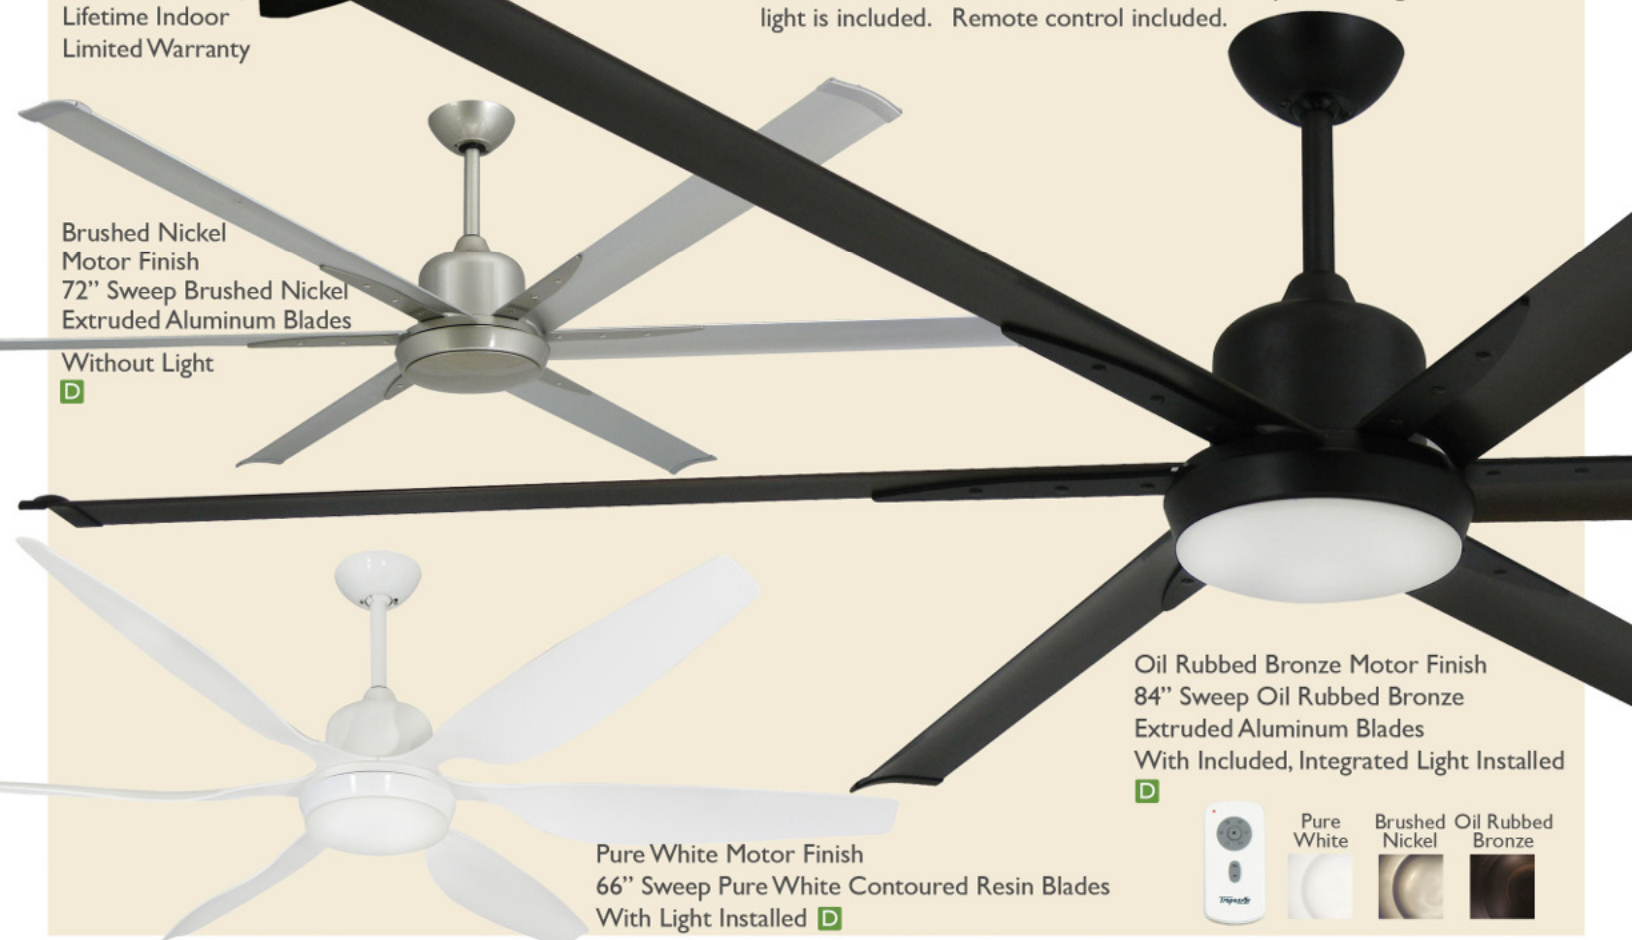 Lifetime Indoor
Limited Warranty
light is included. Remote control included.
Brushed Nickel
Motor Finish
72” Sweep Brushed Nickel
Extruded Aluminum Blades
Without Light
D
Oil Rubbed Bronze Motor Finish
84” Sweep Oil Rubbed Bronze
Extruded Aluminum Blades
With Included, Integrated Light Installed
D
Pure White Motor Finish
66” Sweep Pure White Contoured Resin Blades
With Light Installed D
Pure
White
Brushed
Nickel
Oil Rubbed
Bronze
TroposAir